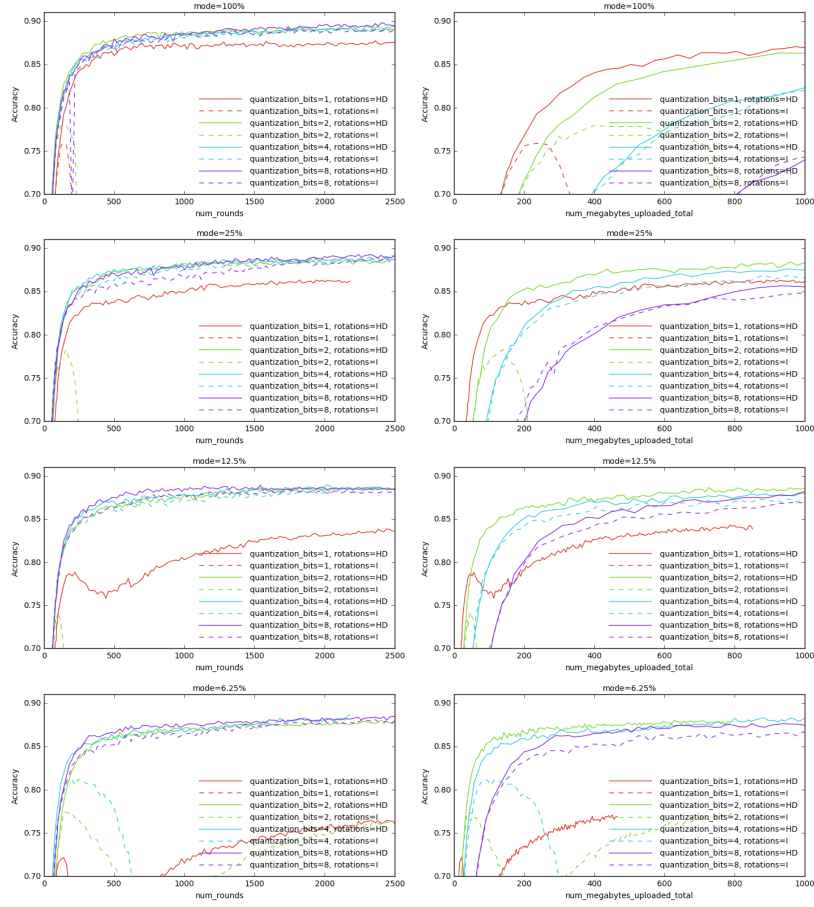 mode=100%
0.90
0.85
0.80
0.75
0.70
Accuracy
quantization_bits=1, rotations=HD
quantization_bits=1, rotations=I
quantization_bits=2, rotations=HD
quantization_bits=2, rotations=I
quantization_bits=4, rotations=HD
quantization_bits=4, rotations=I
quantization_bits=8, rotations=HD
quantization_bits=8, rotations=I
0 500 1000 1500 2000 2500
num_rounds
mode=100%
0.90
0.85
0.80
0.75
0.70
Accuracy
quantization_bits=1, rotations=HD
quantization_bits=1, rotations=I
quantization_bits=2, rotations=HD
quantization_bits=2, rotations=I
quantization_bits=4, rotations=HD
quantization_bits=4, rotations=I
quantization_bits=8, rotations=HD
quantization_bits=8, rotations=I
0 200 400 600 800 1000
num_megabytes_uploaded_total
mode=25%
0.90
0.85
0.80
0.75
0.70
Accuracy
quantization_bits=1, rotations=HD
quantization_bits=1, rotations=I
quantization_bits=2, rotations=HD
quantization_bits=2, rotations=I
quantization_bits=4, rotations=HD
quantization_bits=4, rotations=I
quantization_bits=8, rotations=HD
quantization_bits=8, rotations=I
0 500 1000 1500 2000 2500
num_rounds
mode=25%
0.90
0.85
0.80
0.75
0.70
Accuracy
quantization_bits=1, rotations=HD
quantization_bits=1, rotations=I
quantization_bits=2, rotations=HD
quantization_bits=2, rotations=I
quantization_bits=4, rotations=HD
quantization_bits=4, rotations=I
quantization_bits=8, rotations=HD
quantization_bits=8, rotations=I
0 200 400 600 800 1000
num_megabytes_uploaded_total
mode=12.5%
0.90
0.85
0.80
0.75
0.70
Accuracy
quantization_bits=1, rotations=HD
quantization_bits=1, rotations=I
quantization_bits=2, rotations=HD
quantization_bits=2, rotations=I
quantization_bits=4, rotations=HD
quantization_bits=4, rotations=I
quantization_bits=8, rotations=HD
quantization_bits=8, rotations=I
0 500 1000 1500 2000 2500
num_rounds
mode=12.5%
0.90
0.85
0.80
0.75
0.70
Accuracy
quantization_bits=1, rotations=HD
quantization_bits=1, rotations=I
quantization_bits=2, rotations=HD
quantization_bits=2, rotations=I
quantization_bits=4, rotations=HD
quantization_bits=4, rotations=I
quantization_bits=8, rotations=HD
quantization_bits=8, rotations=I
0 200 400 600 800 1000
num_megabytes_uploaded_total
mode=6.25%
0.90
0.85
0.80
0.75
0.70
Accuracy
quantization_bits=1, rotations=HD
quantization_bits=1, rotations=I
quantization_bits=2, rotations=HD
quantization_bits=2, rotations=I
quantization_bits=4, rotations=HD
quantization_bits=4, rotations=I
quantization_bits=8, rotations=HD
quantization_bits=8, rotations=I
0 500 1000 1500 2000 2500
num_rounds
mode=6.25%
0.90
0.85
0.80
0.75
0.70
Accuracy
quantization_bits=1, rotations=HD
quantization_bits=1, rotations=I
quantization_bits=2, rotations=HD
quantization_bits=2, rotations=I
quantization_bits=4, rotations=HD
quantization_bits=4, rotations=I
quantization_bits=8, rotations=HD
quantization_bits=8, rotations=I
0 200 400 600 800 1000
num_megabytes_uploaded_total